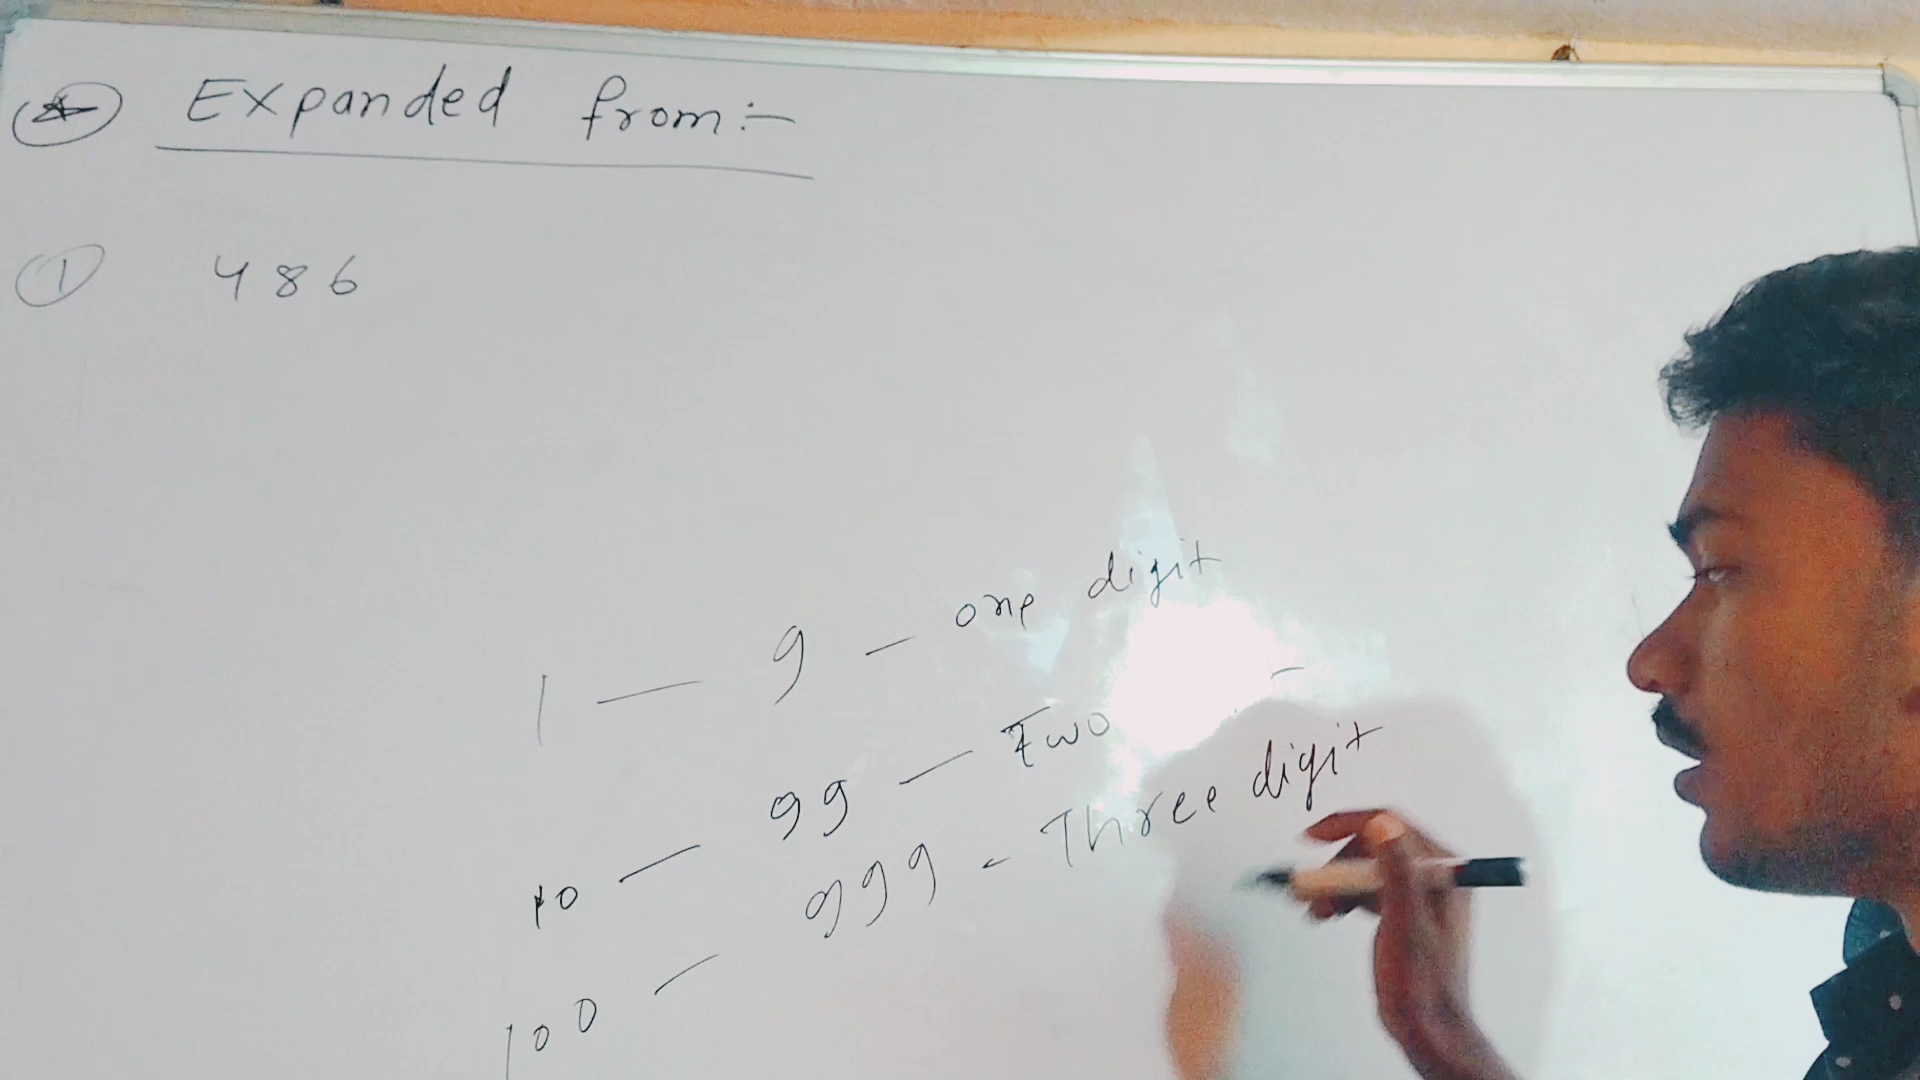 Expanded from:-
① 486
1 — 9 — one digit
10 — 99 — Two -
100 — 999 - Three digit